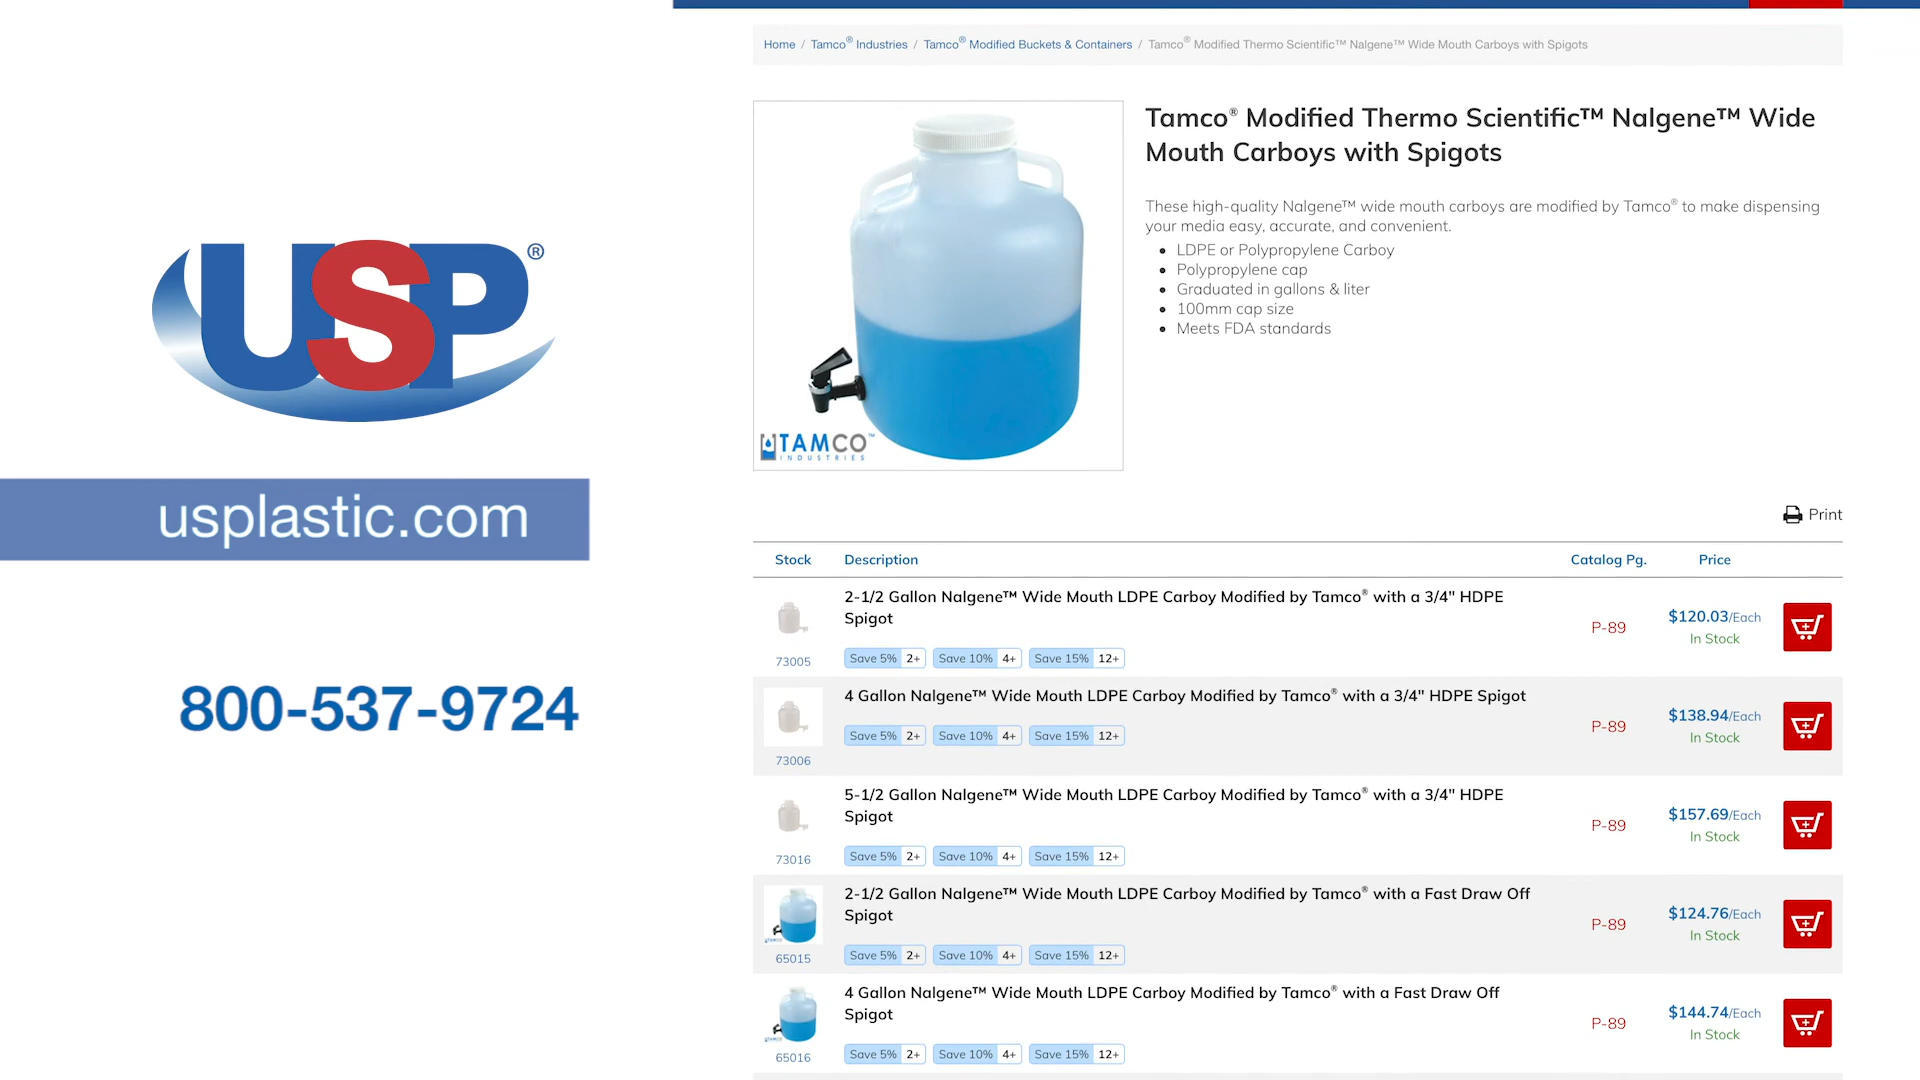 USP®
usplastic.com
800-537-9724
Home / Tamco® Industries / Tamco® Modified Buckets & Containers / Tamco® Modified Thermo Scientific™ Nalgene™ Wide Mouth Carboys with Spigots
TAMCO™
INDUSTRIES
Tamco® Modified Thermo Scientific™ Nalgene™ Wide
Mouth Carboys with Spigots
These high-quality Nalgene™ wide mouth carboys are modified by Tamco® to make dispensing
your media easy, accurate, and convenient.
• LDPE or Polypropylene Carboy
• Polypropylene cap
• Graduated in gallons & liter
• 100mm cap size
• Meets FDA standards
Print
Stock Description Catalog Pg. Price
2-1/2 Gallon Nalgene™ Wide Mouth LDPE Carboy Modified by Tamco® with a 3/4" HDPE
Spigot
P-89 $120.03/Each
In Stock
Save 5% 2+ Save 10% 4+ Save 15% 12+
73005
4 Gallon Nalgene™ Wide Mouth LDPE Carboy Modified by Tamco® with a 3/4" HDPE Spigot
P-89 $138.94/Each
In Stock
Save 5% 2+ Save 10% 4+ Save 15% 12+
73006
5-1/2 Gallon Nalgene™ Wide Mouth LDPE Carboy Modified by Tamco® with a 3/4" HDPE
Spigot
P-89 $157.69/Each
In Stock
Save 5% 2+ Save 10% 4+ Save 15% 12+
73016
2-1/2 Gallon Nalgene™ Wide Mouth LDPE Carboy Modified by Tamco® with a Fast Draw Off
Spigot
P-89 $124.76/Each
In Stock
Save 5% 2+ Save 10% 4+ Save 15% 12+
TAMCO
65015
4 Gallon Nalgene™ Wide Mouth LDPE Carboy Modified by Tamco® with a Fast Draw Off
Spigot
P-89 $144.74/Each
In Stock
Save 5% 2+ Save 10% 4+ Save 15% 12+
TAMCO
65016